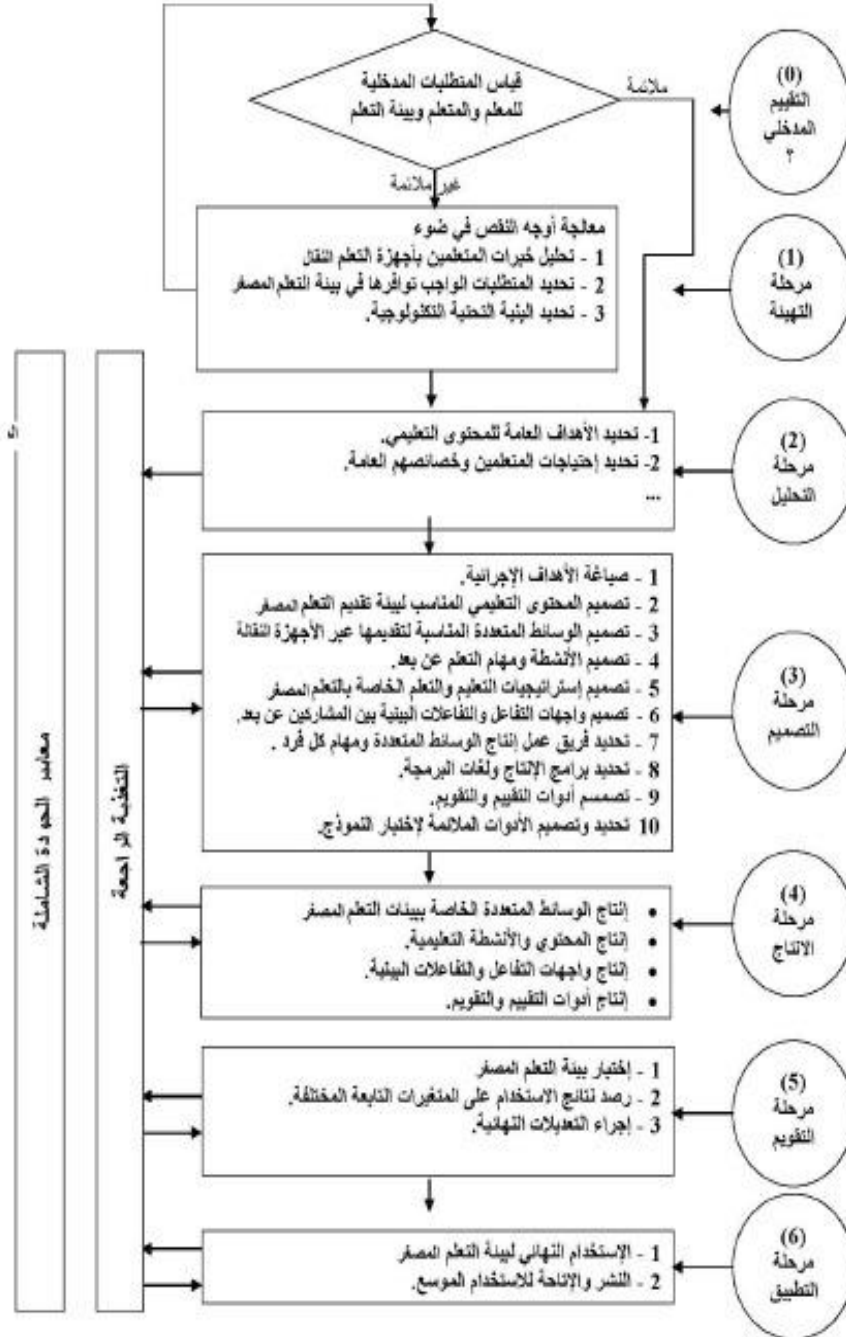 (0)
التقييم
المدخلي
؟
قياس المتطلبات المدخلية
للمعلم والمتعلم وبيئة التعلم
ملائمة
غير ملائمة
(1)
مرحلة
التهيئة
معالجة أوجه النقص في ضوء
1 - تحليل خبرات المتعلمين بأجهزة التعلم النقال
2 - تحديد المتطلبات الواجب توافرها في بيئة التعلم المصغر
3 - تحديد البنية التحتية التكنولوجية.
(2)
مرحلة
التحليل
1- تحديد الأهداف العامة للمحتوى التعليمي.
2- تحديد إحتياجات المتعلمين وخصائصهم العامة.
...
(3)
مرحلة
التصميم
1 - صياغة الأهداف الإجرائية.
2 - تصميم المحتوى التعليمي المناسب لبيئة تقديم التعلم المصغر
3 - تصميم الوسائط المتعددة المناسبة لتقديمها عبر الأجهزة النقالة
4 - تصميم الأنشطة ومهام التعلم عن بعد.
5 - تصميم إستراتيجيات التعليم والتعلم الخاصة بالتعلم المصغر
6 - تصميم واجهات التفاعل والتفاعلات البينية بين المشاركين عن بعد.
7 - تحديد فريق عمل إنتاج الوسائط المتعددة ومهام كل فرد .
8 - تحديد برامج الإنتاج ولغات البرمجة.
9 - تصمسم أدوات التقييم والتقويم.
10 تحديد وتصميم الأدوات الملائمة لإختبار النموذج.
(4)
مرحلة
الانتاج
• إنتاج الوسائط المتعددة الخاصة ببيئات التعلم المصغر
• إنتاج المحتوي والأنشطة التعليمية.
• إنتاج واجهات التفاعل والتفاعلات البينية.
• إنتاج أدوات التقييم والتقويم.
(5)
مرحلة
التقويم
1 - إختبار بيئة التعلم المصغر
2 - رصد نتائج الاستخدام على المتغيرات التابعة المختلفة.
3 - إجراء التعديلات النهائية.
(6)
مرحلة
التطبيق
1 - الإستخدام النهائي لبيئة التعلم المصغر
2 - النشر والإتاحة للاستخدام الموسع.
التغذية الراجعة
معايير الجودة الشاملة